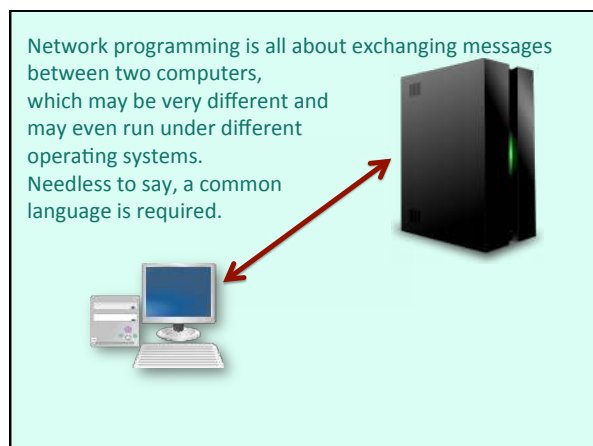 Network programming is all about exchanging messages
between two computers,
which may be very different and
may even run under different
operating systems.
Needless to say, a common
language is required.